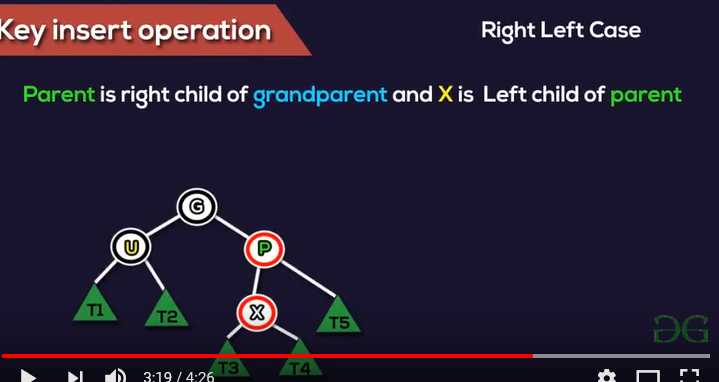 Key insert operation
Right Left Case
Parent is right child of grandparent and X is Left child of parent
G
U
P
T1
T2
X
T5
T3
T4
3:19 / 4:26